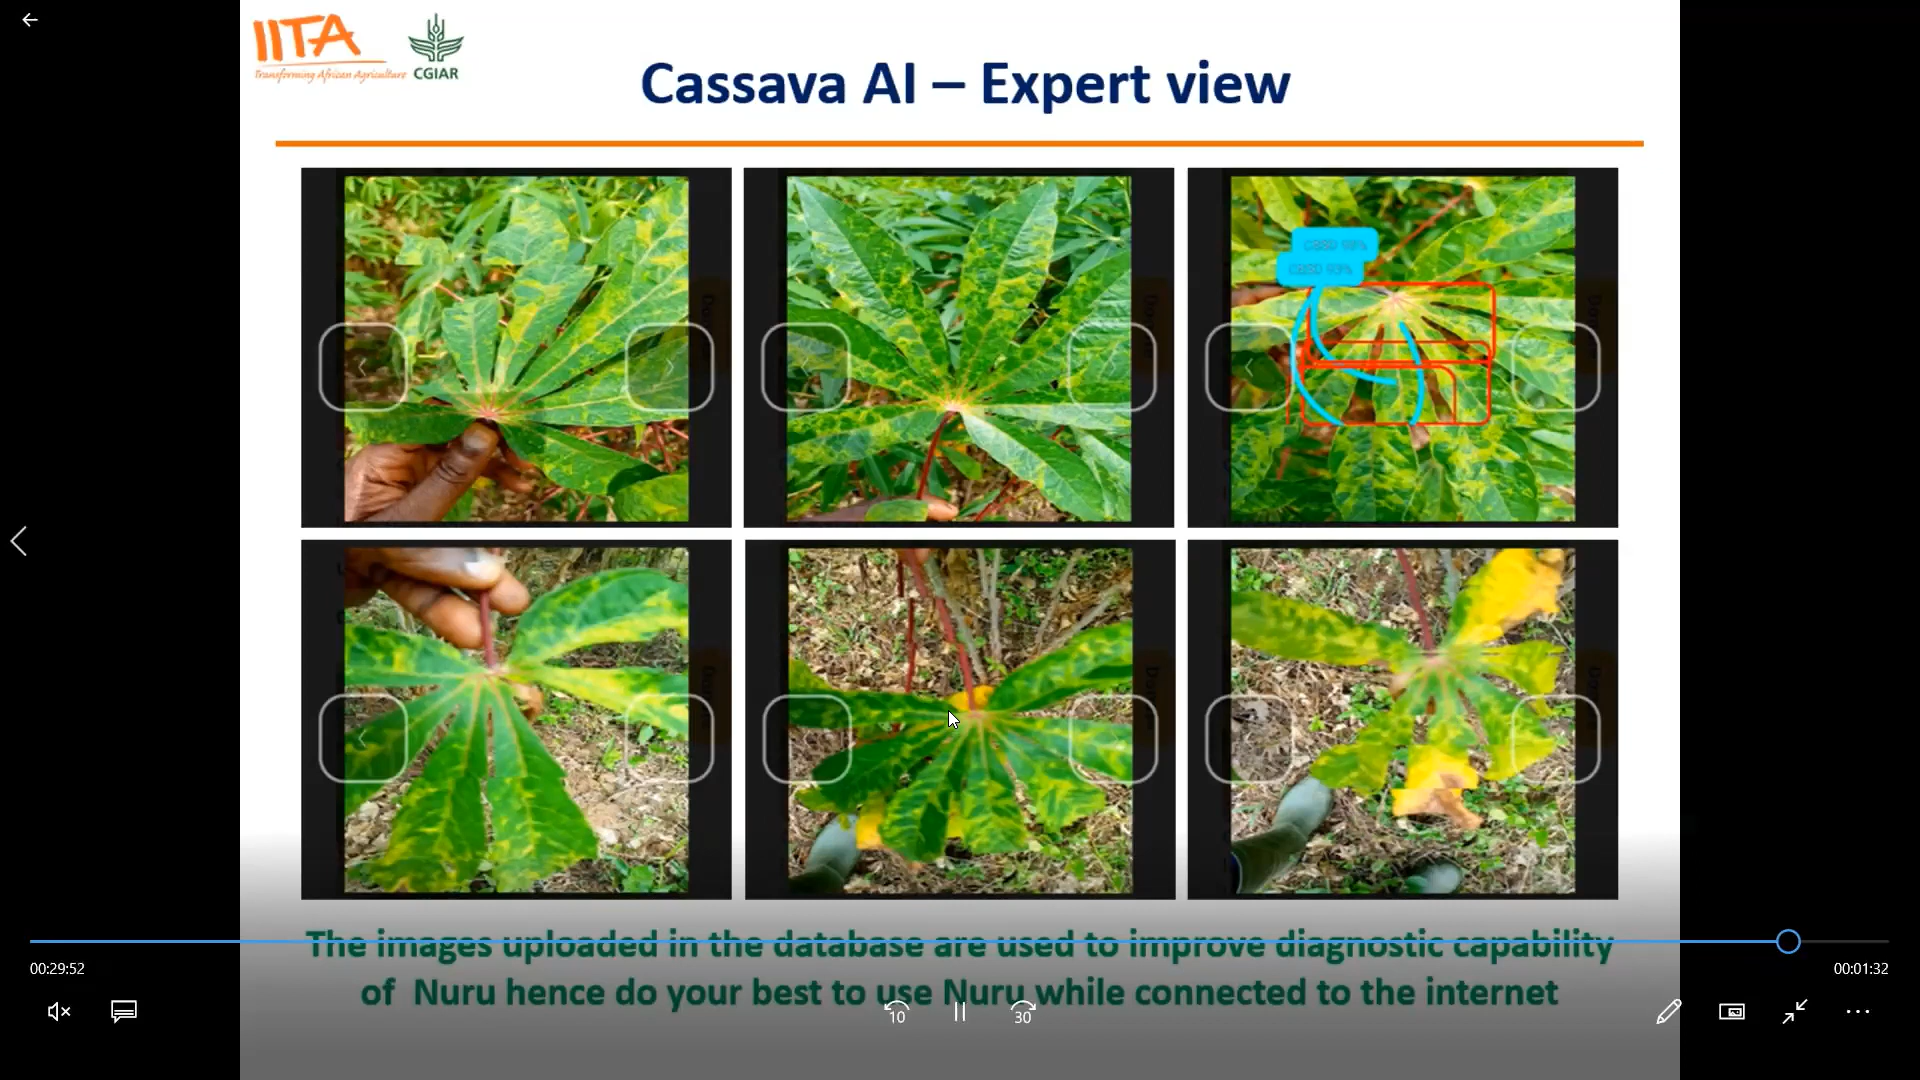 IITA
Transforming African Agriculture
CGIAR
Cassava AI – Expert view
The images uploaded in the database are used to improve diagnostic capability
of Nuru hence do your best to use Nuru while connected to the internet
00:29:52
00:01:32
10
30